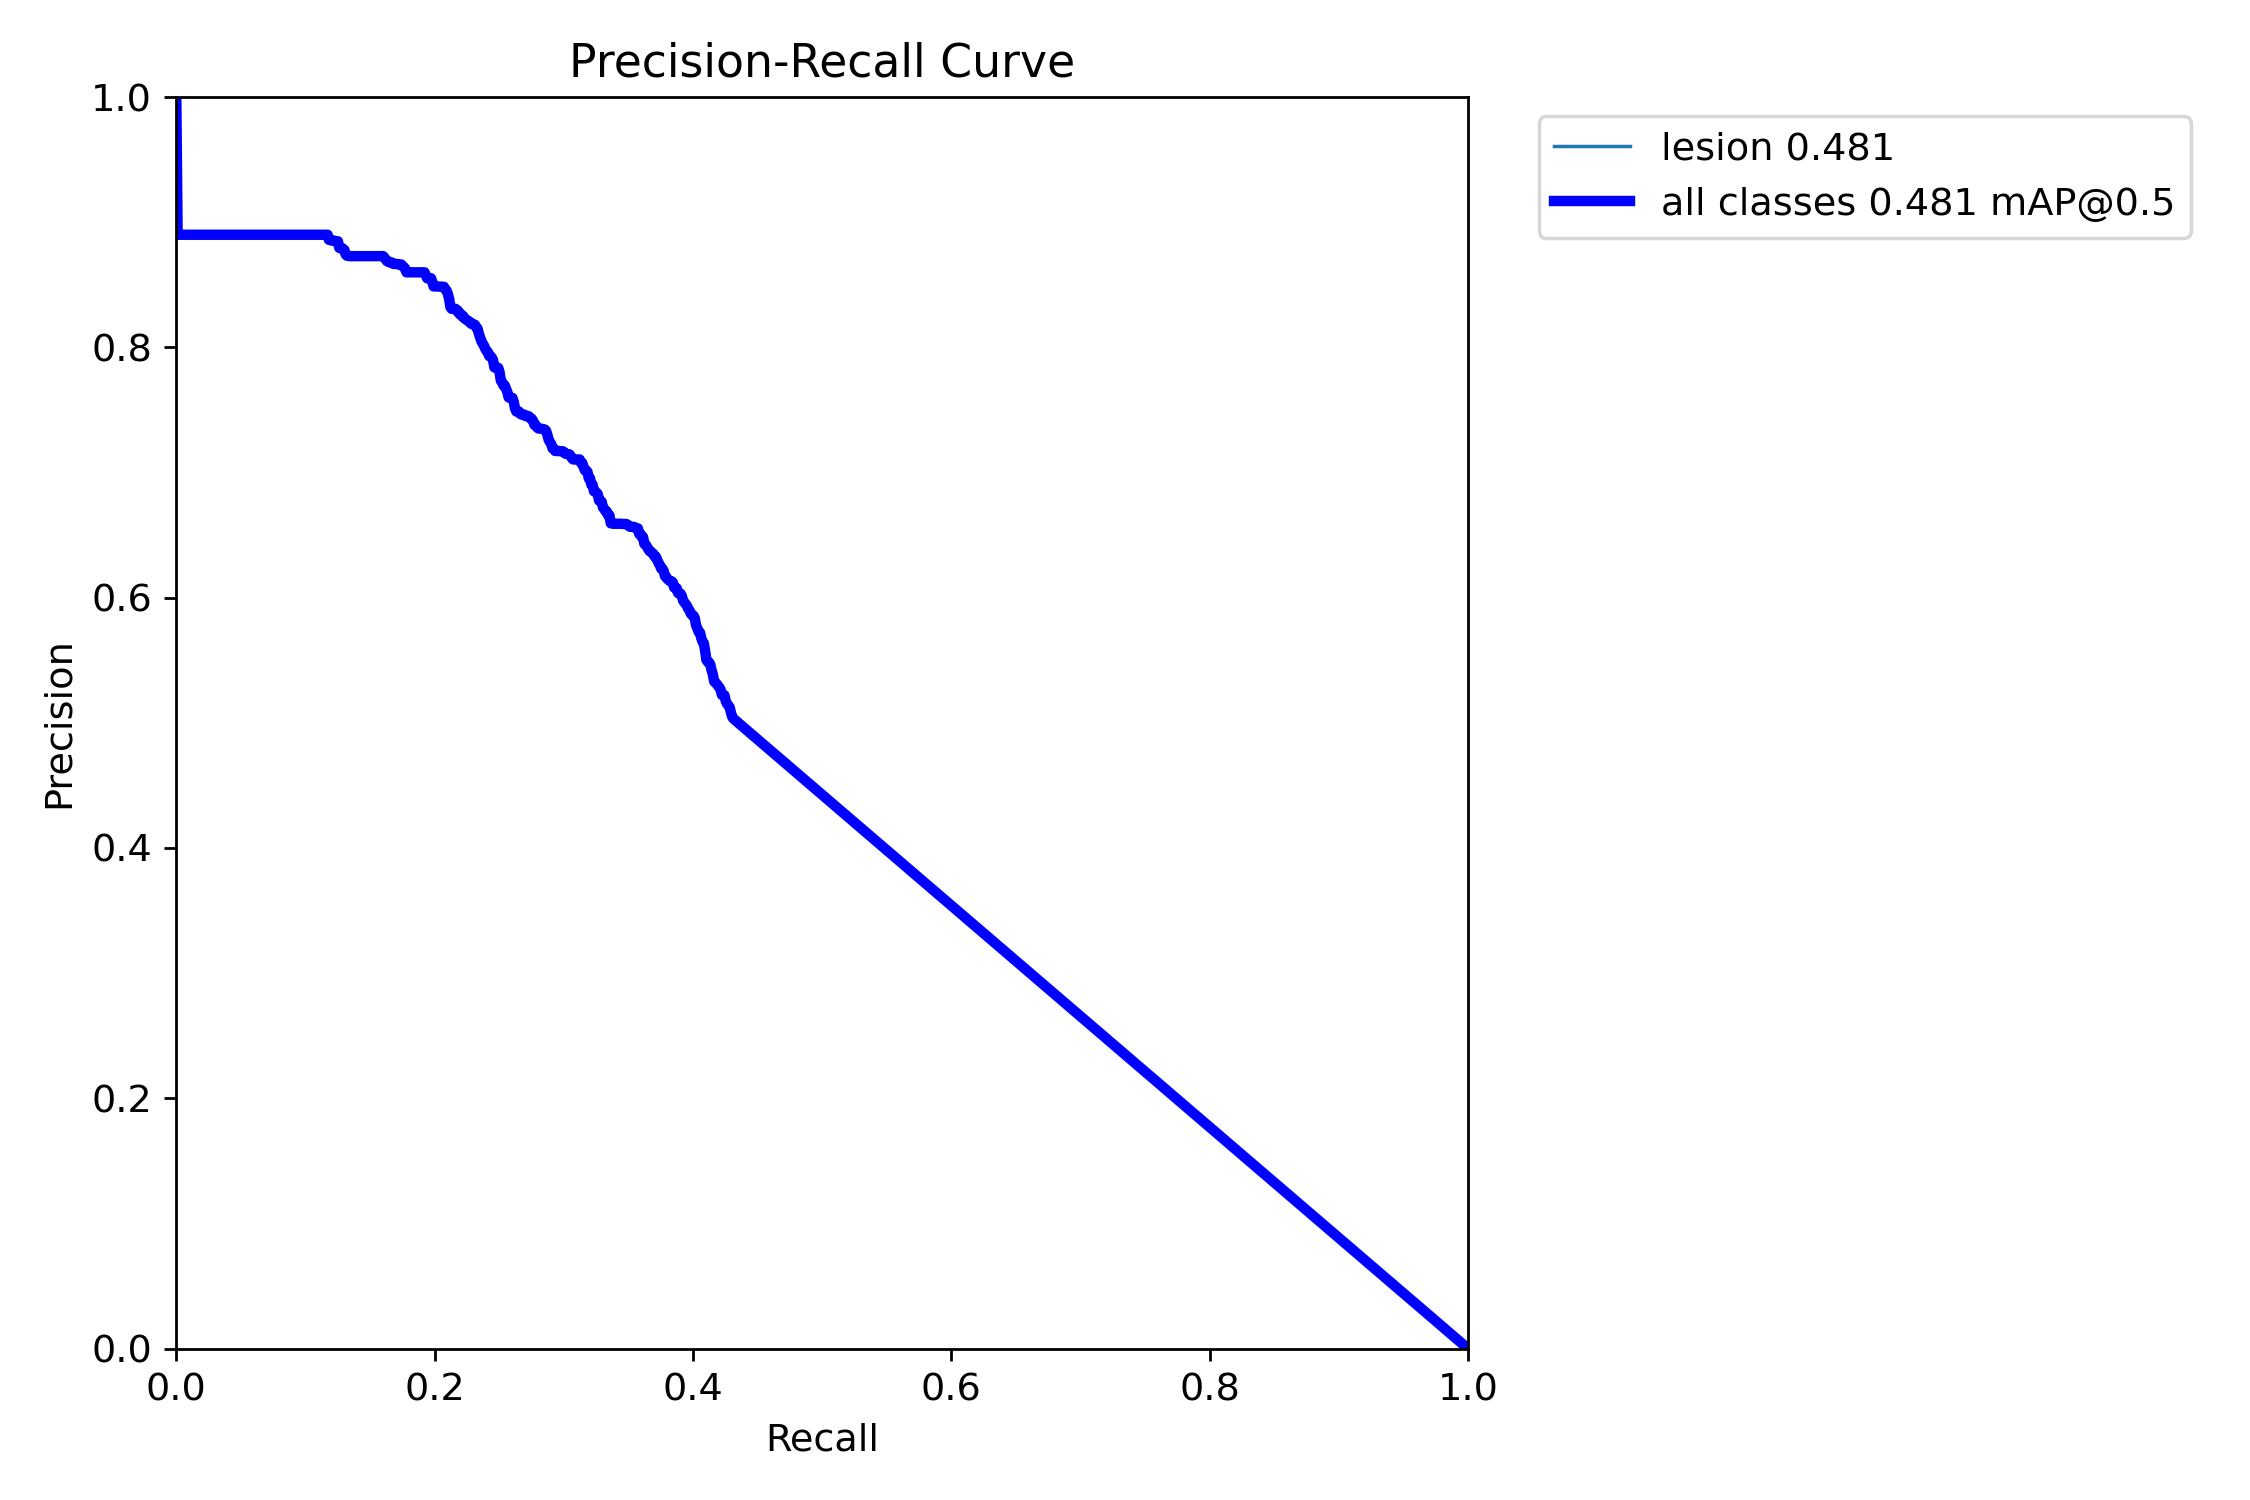 Precision-Recall Curve
1.0
0.8
0.6
0.4
0.2
0.0
Precision
0.0 0.2 0.4 0.6 0.8 1.0
Recall
lesion 0.481
all classes 0.481 mAP@0.5